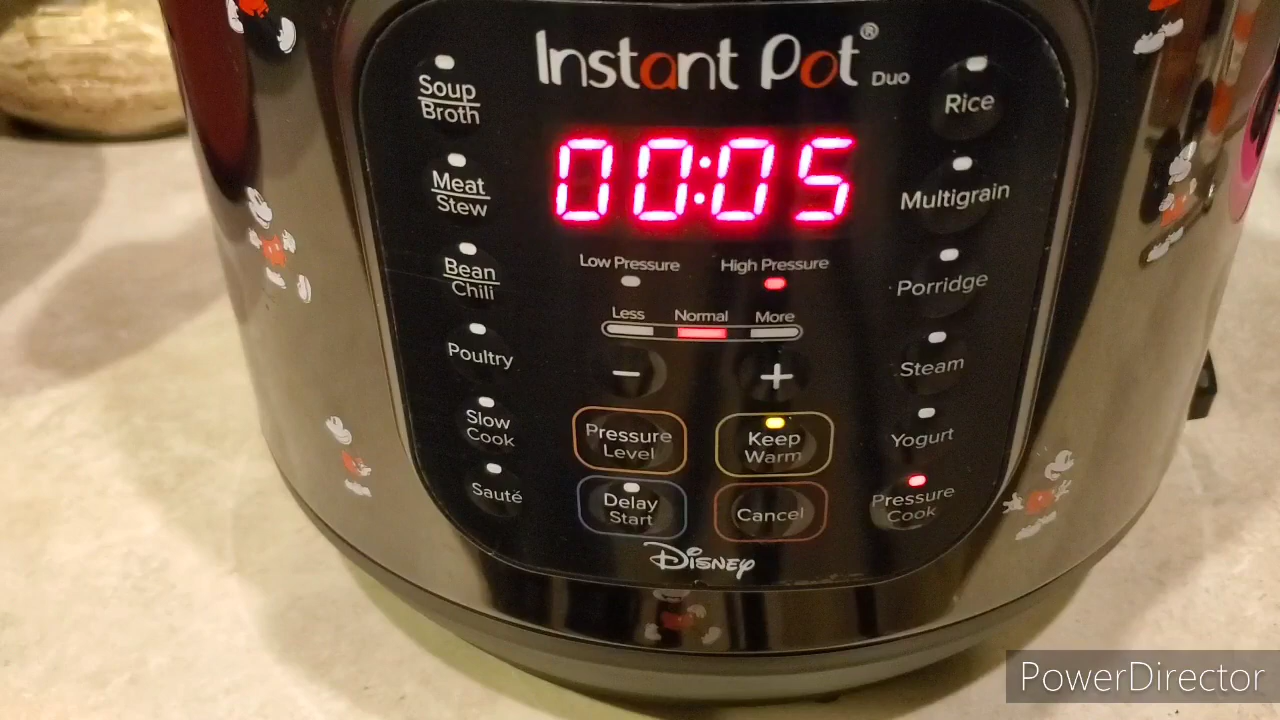 Instant Pot® Duo
Soup
Broth
Rice
00:05
Meat
Stew
Multigrain
Low Pressure
High Pressure
Bean
Chili
Porridge
Less
Normal
More
Poultry
−
+
Steam
Slow
Cook
Pressure
Level
Keep
Warm
Yogurt
Sauté
Delay
Start
Cancel
Pressure
Cook
Disney
PowerDirector